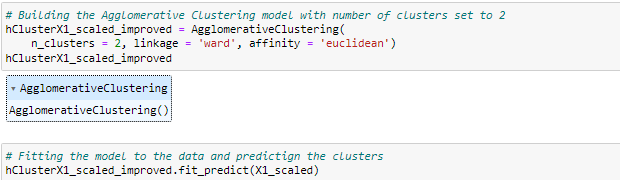 # Building the Agglomerative Clustering model with number of clusters set to 2
hClusterX1_scaled_improved = AgglomerativeClustering(
n_clusters = 2, linkage = 'ward', affinity = 'euclidean')
hClusterX1_scaled_improved
▾ AgglomerativeClustering
AgglomerativeClustering()
# Fitting the model to the data and predictign the clusters
hClusterX1_scaled_improved.fit_predict(X1_scaled)